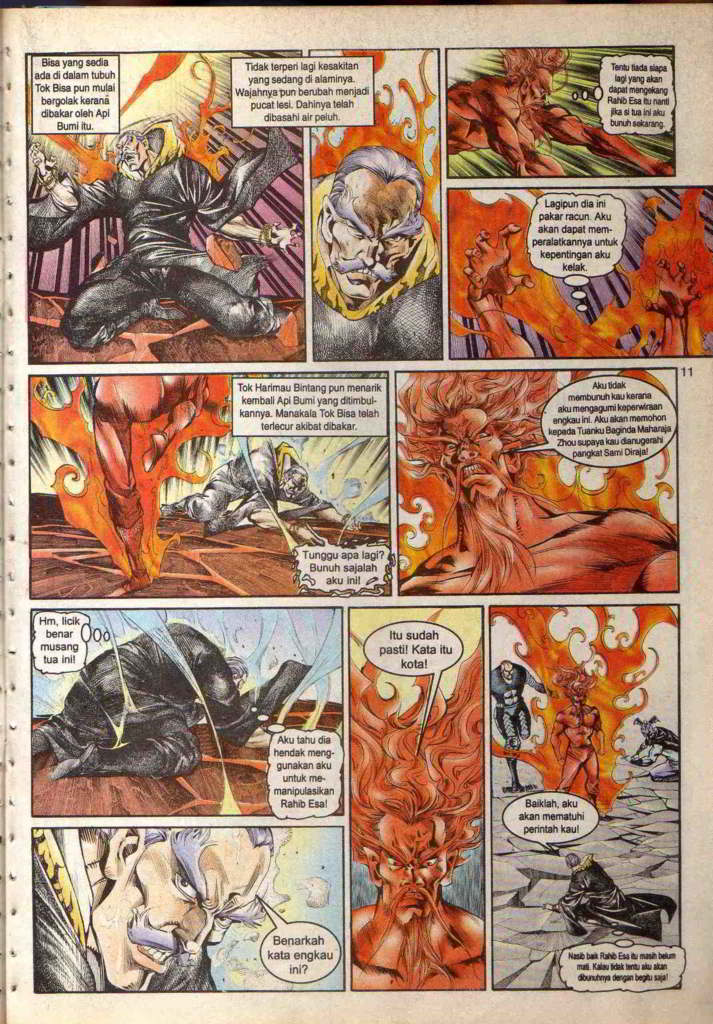 Bisa yang sedia
ada di dalam tubuh
Tok Bisa pun mulai
bergolak kerana
dibakar oleh Api
Bumi itu.
Tidak terperi lagi kesakitan
yang sedang di alaminya.
Wajahnya pun berubah menjadi
pucat lesi. Dahinya telah
dibasahi air peluh.
Tentu tiada siapa
lagi yang akan
dapat mengekang
Rahib Esa itu nanti
jika si tua ini aku
bunuh sekarang.
Lagipun dia ini
pakar racun. Aku
akan dapat mem-
peralatkannya untuk
kepentingan aku
kelak.
11
Tok Harimau Bintang pun menarik
kembali Api Bumi yang ditimbul-
kannya. Manakala Tok Bisa telah
terlecur akibat dibakar.
Tunggu apa lagi?
Bunuh sajalah
aku ini!
Aku tidak
membunuh kau kerana
aku mengagumi keperwiraan
engkau ini. Aku akan memohon
kepada Tuanku Baginda Maharaja
Zhou supaya kau dianugerahi
pangkat Sami Diraja!
Hm, licik
benar
musang
tua ini!
Aku tahu dia
hendak meng-
gunakan aku
untuk me-
manipulasikan
Rahib Esa!
Benarkah
kata engkau
ini?
Itu sudah
pasti! Kata itu
kota!
Baiklah, aku
akan mematuhi
perintah kau!
Nasib baik Rahib Esa itu masih belum
mati. Kalau tidak tentu aku akan
dibunuhnya dengan begitu saja!